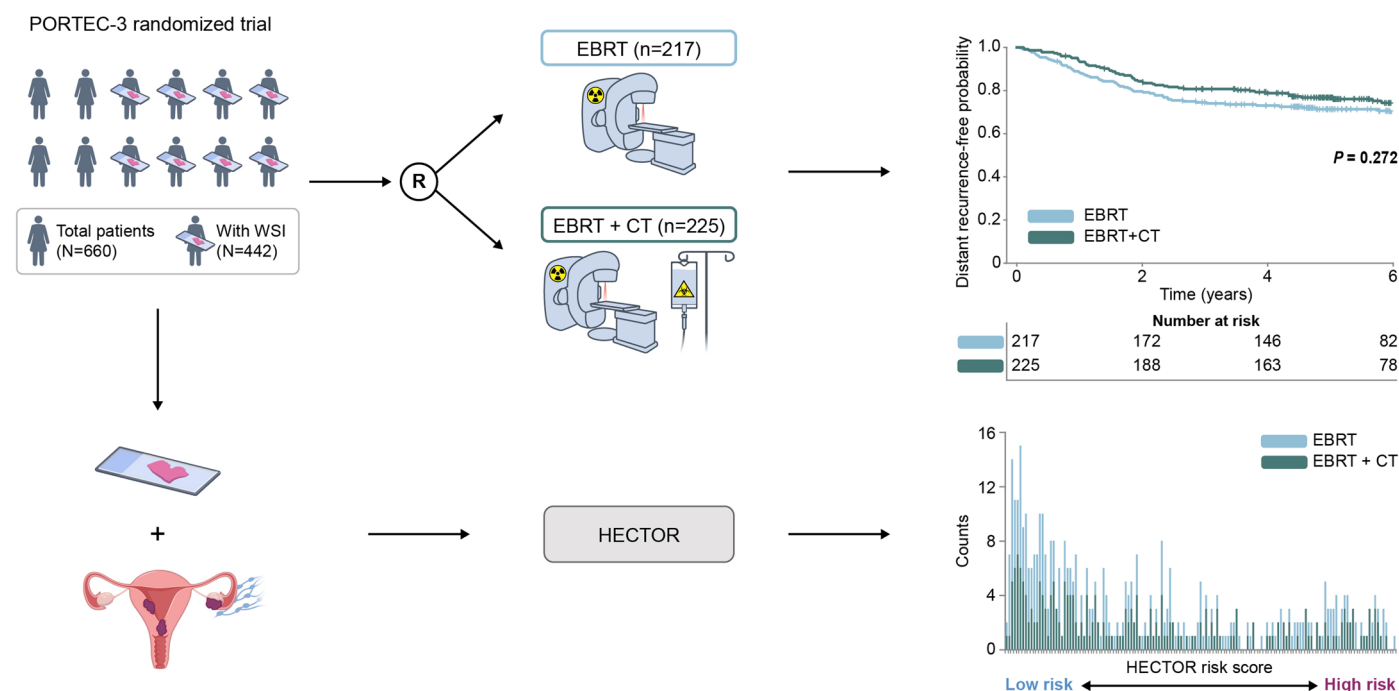 PORTEC-3 randomized trial
Total patients
(N=660)
With WSI
(N=442)
R
EBRT (n=217)
EBRT + CT (n=225)
Distant recurrence-free probability
1.0
0.8
0.6
0.4
0.2
0
P = 0.272
EBRT
EBRT+CT
0 2 4 6
Time (years)
Number at risk
217 172 146 82
225 188 163 78
+
HECTOR
Counts
16
12
8
4
0
EBRT
EBRT + CT
HECTOR risk score
Low risk High risk